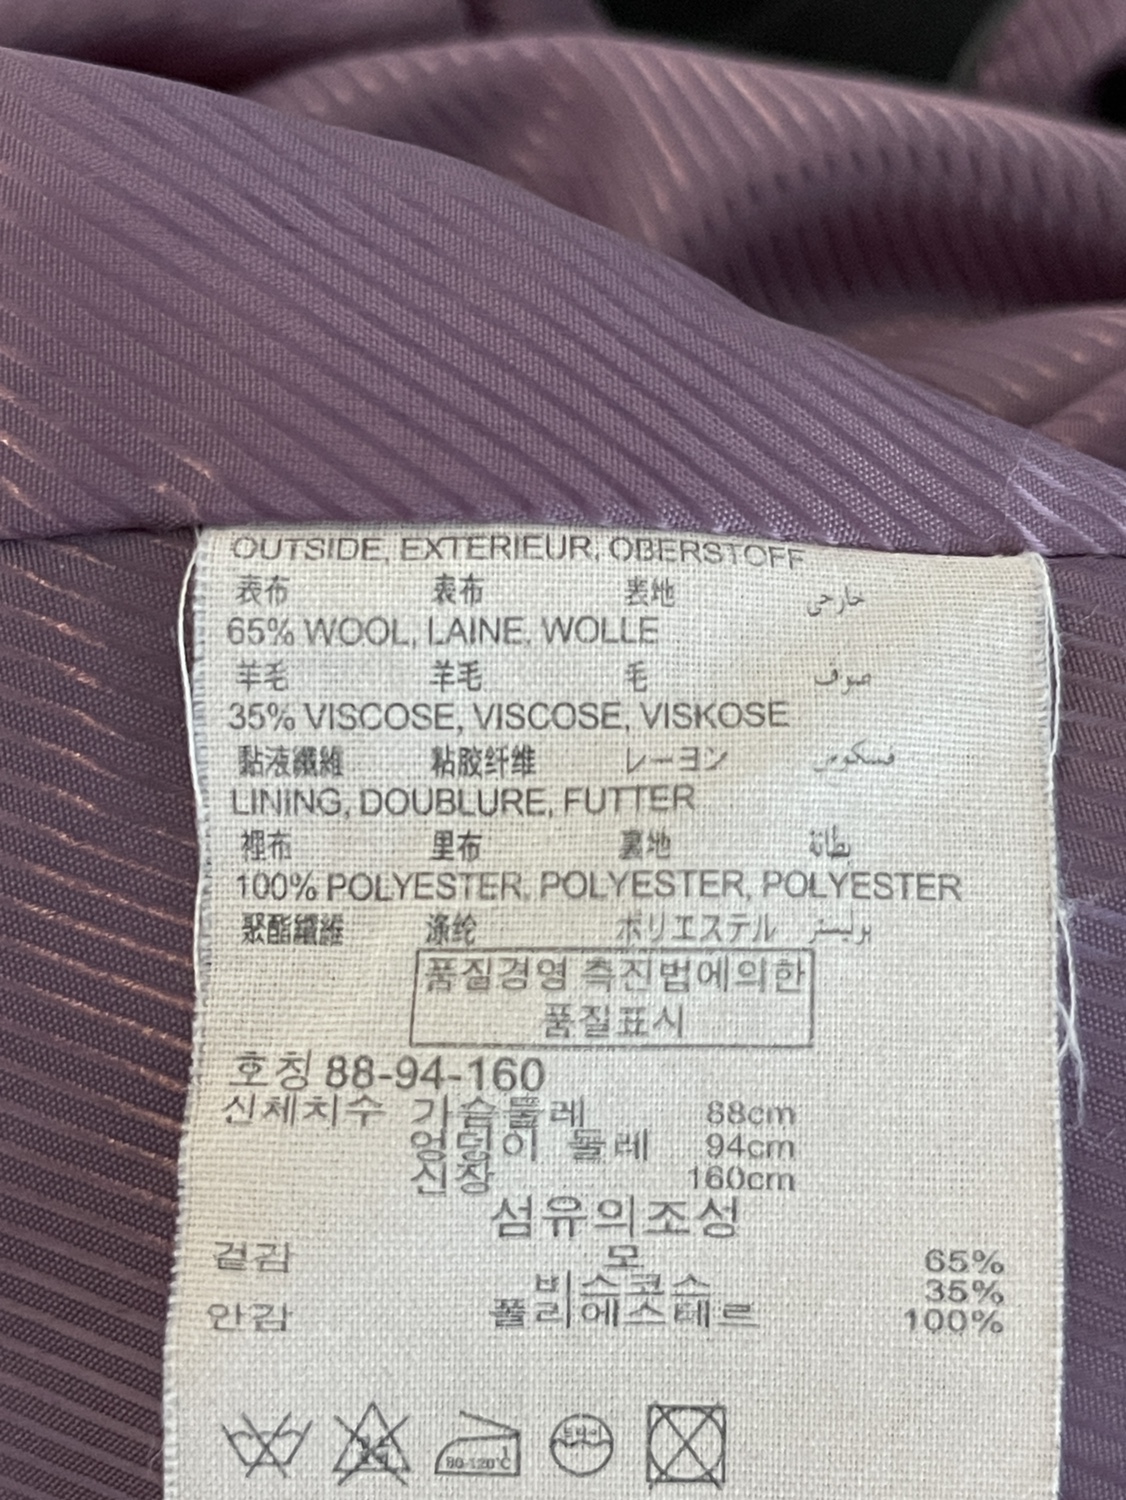 OUTSIDE, EXTERIEUR, OBERSTOFF
表布 表布 表地 خارجي
65% WOOL, LAINE, WOLLE
羊毛 羊毛 毛 صوف
35% VISCOSE, VISCOSE, VISKOSE
黏液纖維 粘胶纤维 レーヨン فسكوس
LINING, DOUBLURE, FUTTER
裡布 里布 裏地 بطانة
100% POLYESTER, POLYESTER, POLYESTER
聚酯纖維 涤纶 ポリエステル بوليستر
품질경영 측진법에의한
품질표시
호칭 88-94-160
신체치수 가슴둘레 88cm
엉덩이 둘레 94cm
신장 160cm
섬유의조성
겉감 모 65%
비스코스 35%
안감 폴리에스테르 100%
80-120℃